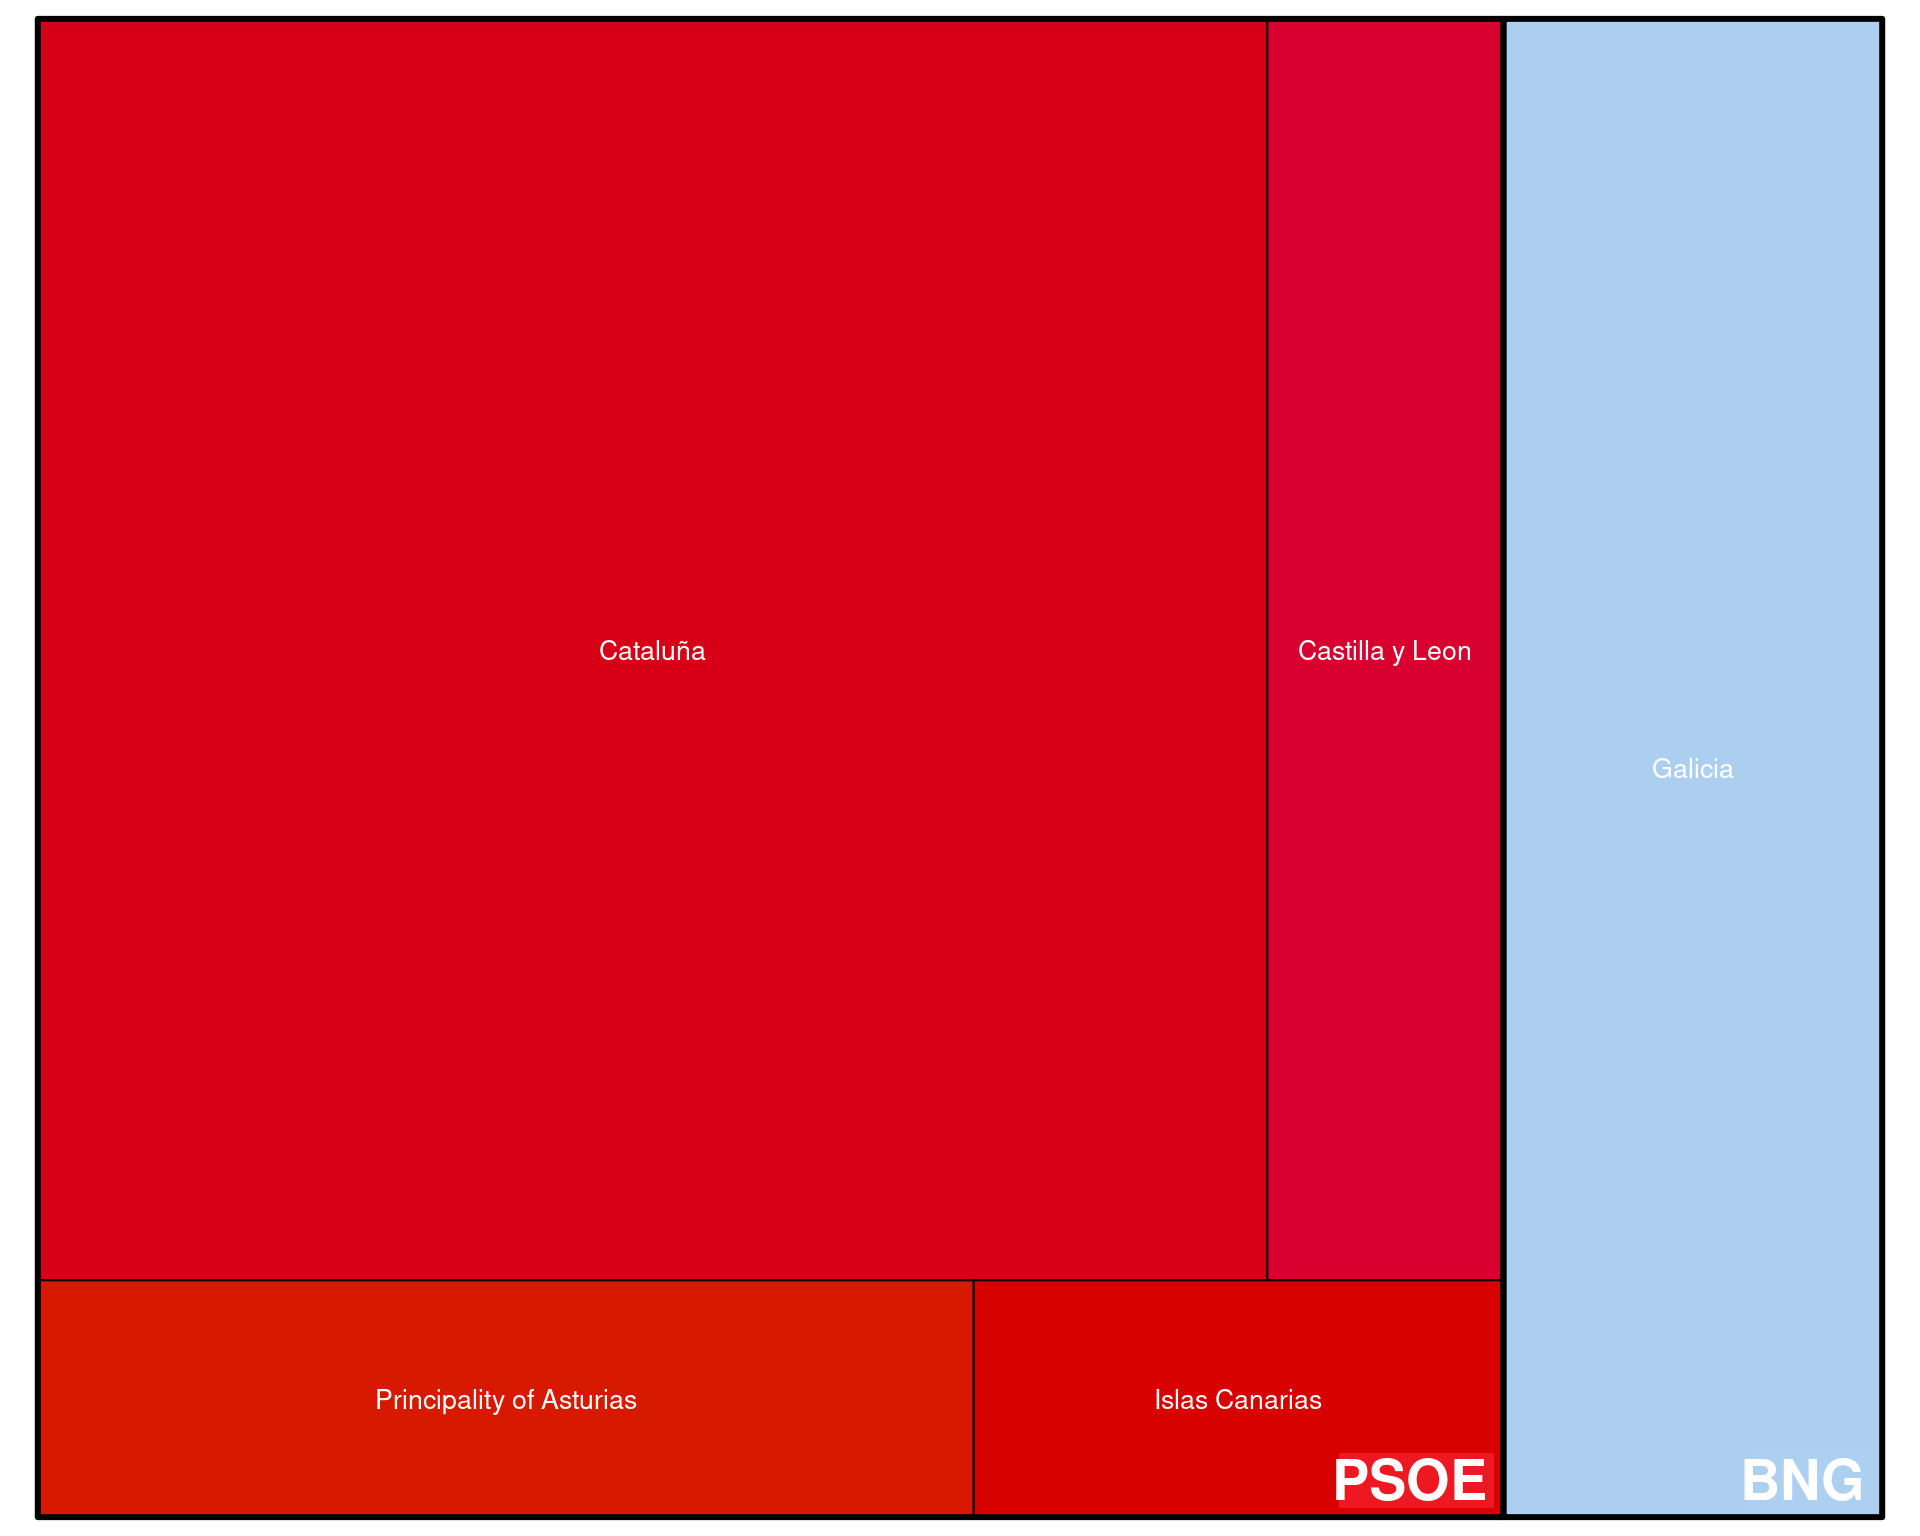 Cataluña
Castilla y Leon
Galicia
Principality of Asturias
Islas Canarias
PSOE
BNG